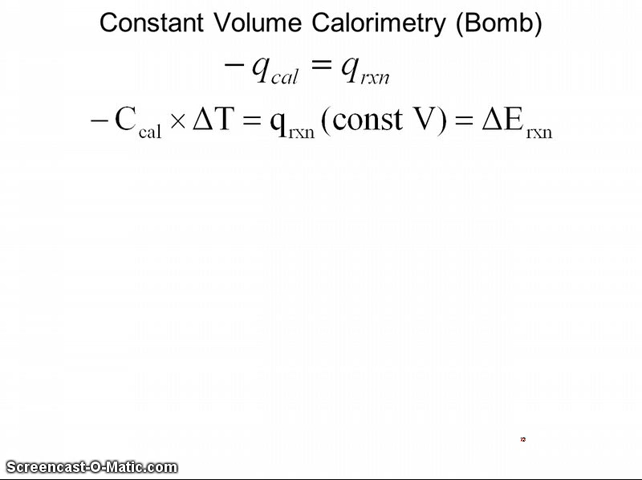 Constant Volume Calorimetry (Bomb)
− q_cal = q_rxn
− C_cal × ΔT = q_rxn (const V) = ΔE_rxn
Screencast-O-Matic.com